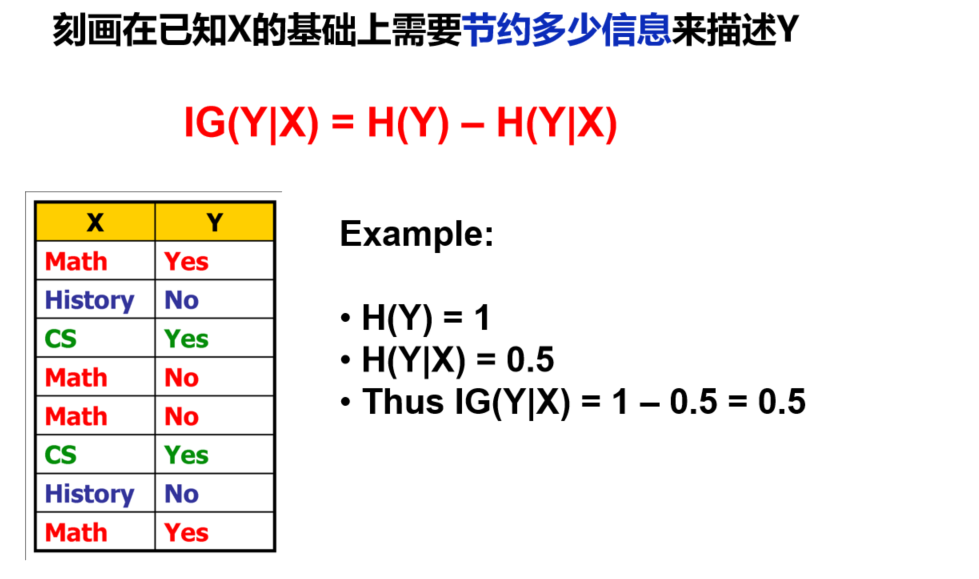 刻画在已知X的基础上需要节约多少信息来描述Y
IG(Y|X) = H(Y) – H(Y|X)
X Y
Math Yes
History No
CS Yes
Math No
Math No
CS Yes
History No
Math Yes
Example:
• H(Y) = 1
• H(Y|X) = 0.5
• Thus IG(Y|X) = 1 – 0.5 = 0.5